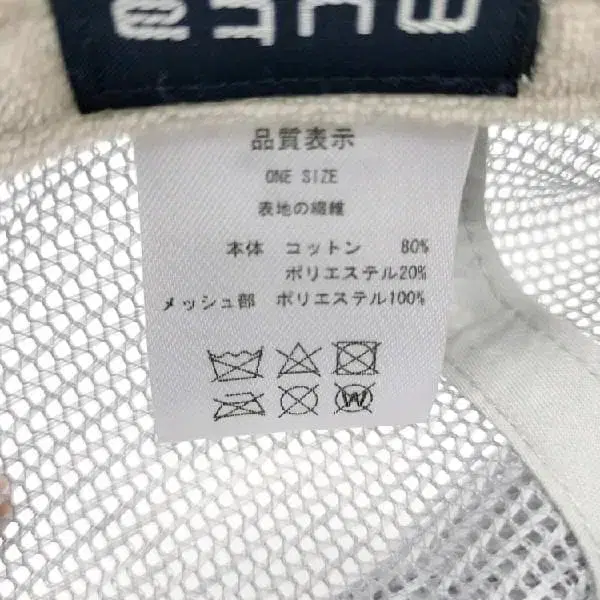 品質表示
ONE SIZE
表地の繊維
本体 コットン 80%
ポリエステル20%
メッシュ部 ポリエステル100%
W